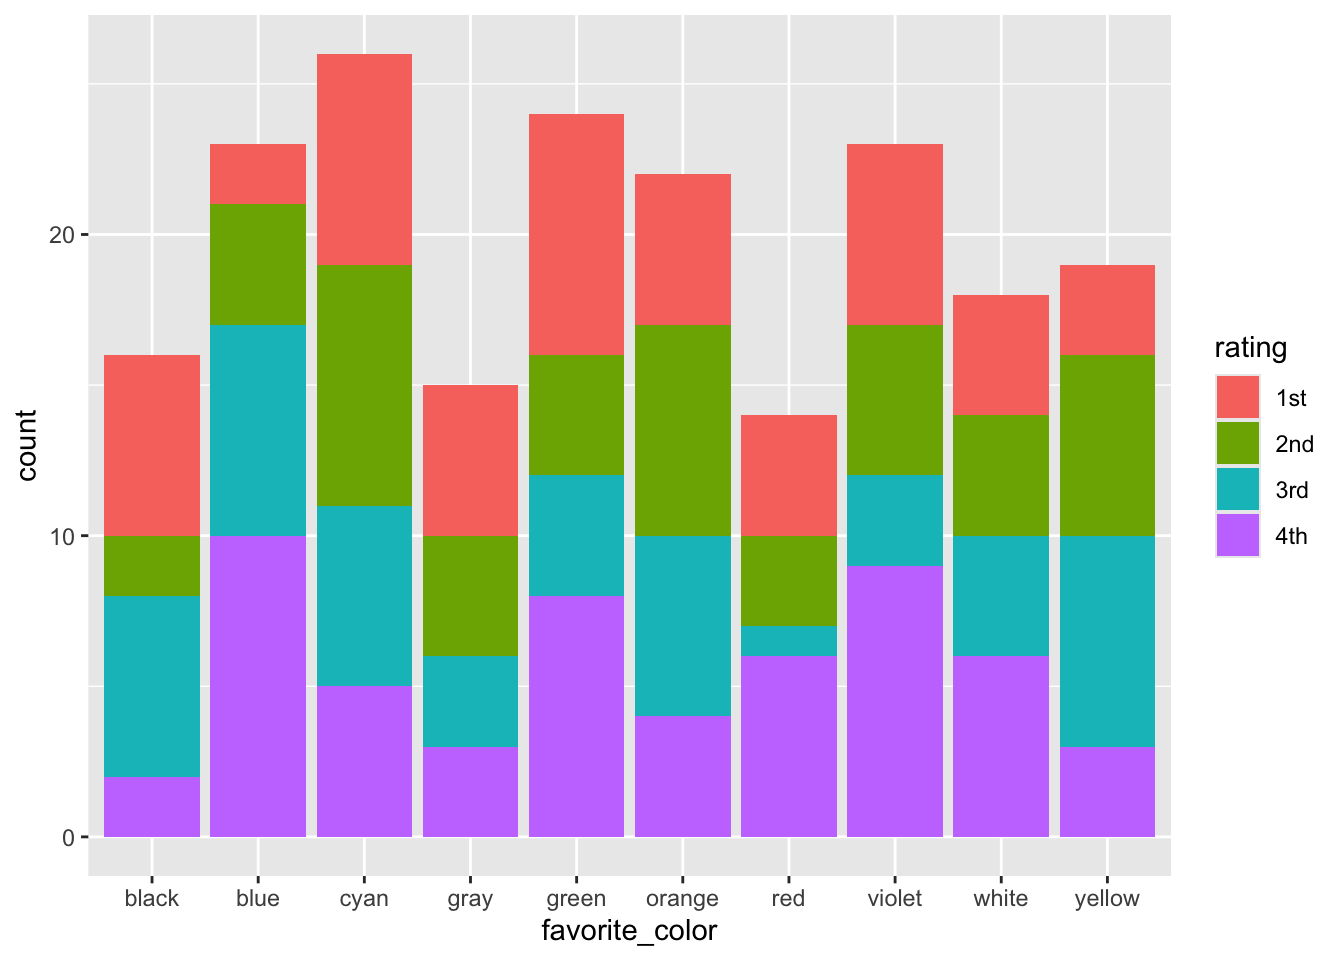 20
10
0
count
black blue cyan gray green orange red violet white yellow
favorite_color
rating
1st
2nd
3rd
4th